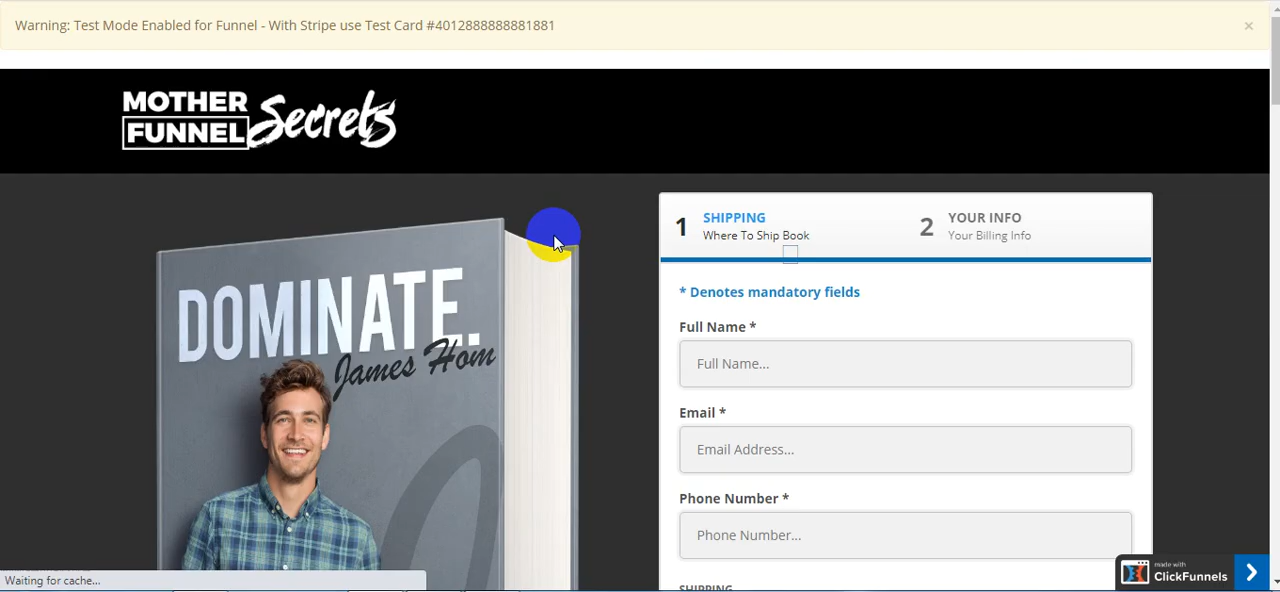 Warning: Test Mode Enabled for Funnel - With Stripe use Test Card #4012888888881881
×
MOTHER
FUNNEL Secrets
DOMINATE.
James Hom
1 SHIPPING
Where To Ship Book
2 YOUR INFO
Your Billing Info
* Denotes mandatory fields
Full Name *
Full Name...
Email *
Email Address...
Phone Number *
Phone Number...
SHIPPING
made with
ClickFunnels
Waiting for cache...